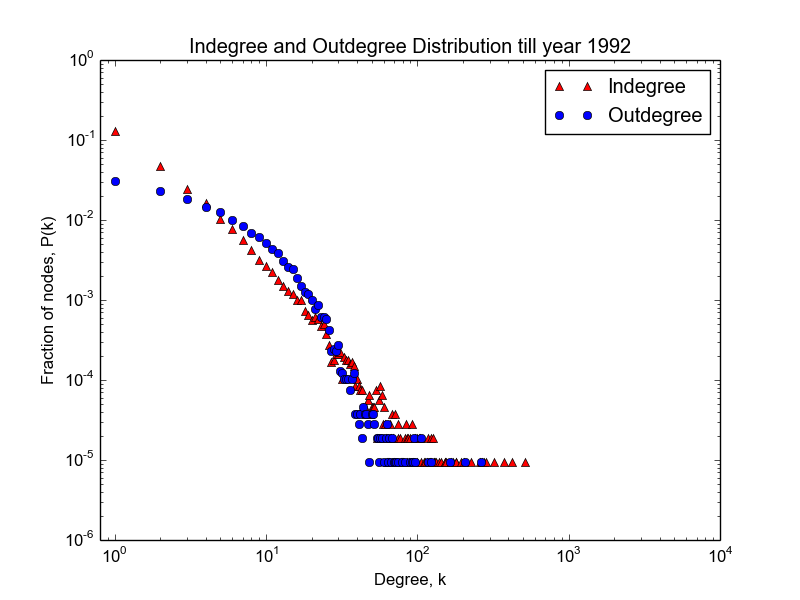 Indegree and Outdegree Distribution till year 1992
Indegree
Outdegree
10^0
10^-1
10^-2
10^-3
10^-4
10^-5
10^-6
Fraction of nodes, P(k)
10^0 10^1 10^2 10^3 10^4
Degree, k